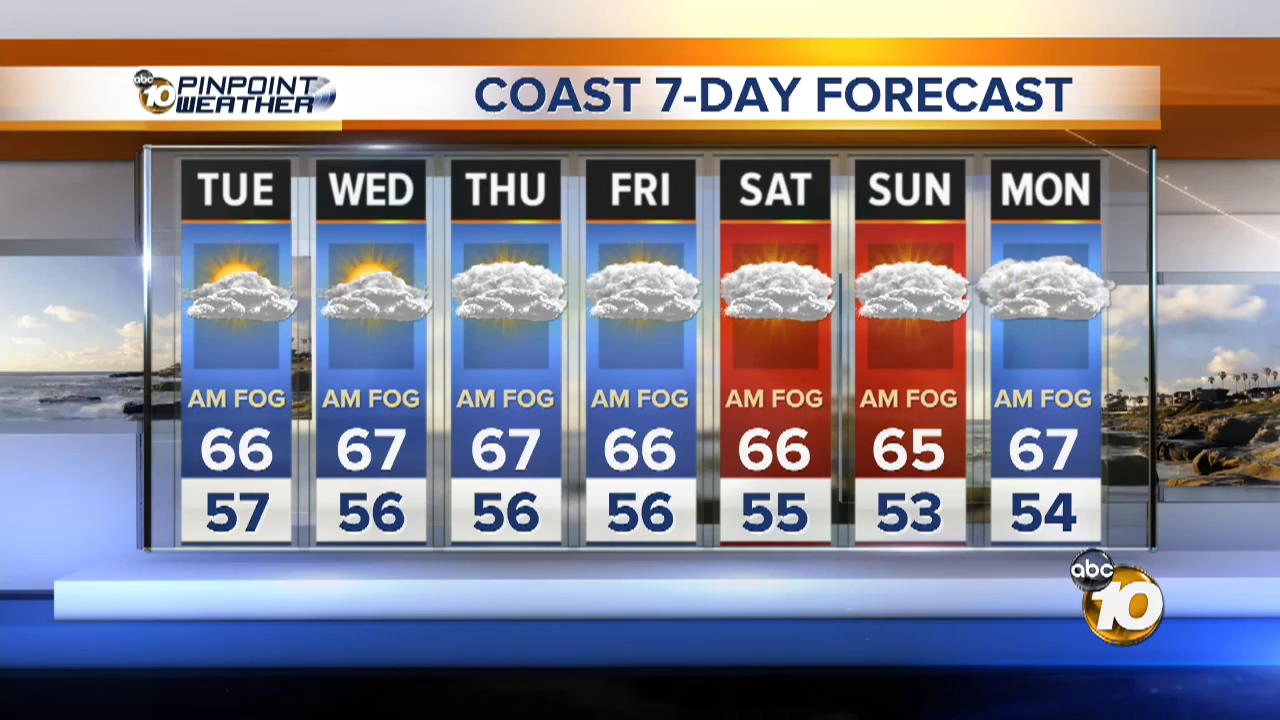 abc 10 PINPOINT WEATHER
COAST 7-DAY FORECAST
TUE WED THU FRI SAT SUN MON
AM FOG AM FOG AM FOG AM FOG AM FOG AM FOG AM FOG
66 67 67 66 66 65 67
57 56 56 56 55 53 54
abc
10